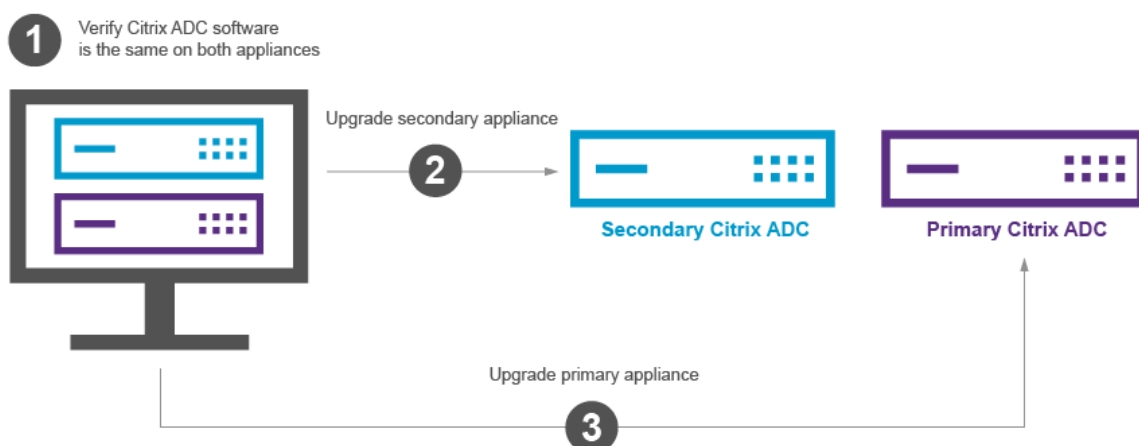 1
Verify Citrix ADC software
is the same on both appliances
Upgrade secondary appliance
2
Secondary Citrix ADC
Primary Citrix ADC
Upgrade primary appliance
3